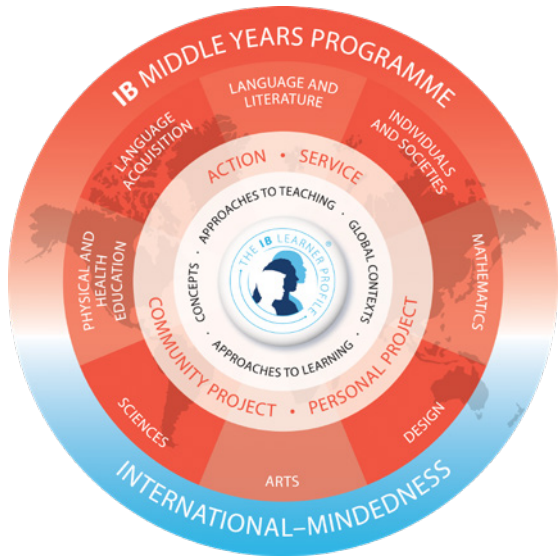 IB MIDDLE YEARS PROGRAMME
LANGUAGE AND
LITERATURE
INDIVIDUALS
AND SOCIETIES
MATHEMATICS
DESIGN
ARTS
SCIENCES
PHYSICAL AND
HEALTH
EDUCATION
LANGUAGE
ACQUISITION
ACTION • SERVICE
COMMUNITY PROJECT • PERSONAL PROJECT
APPROACHES TO TEACHING · GLOBAL CONTEXTS ·
APPROACHES TO LEARNING · CONCEPTS ·
THE IB LEARNER PROFILE ®
INTERNATIONAL–MINDEDNESS